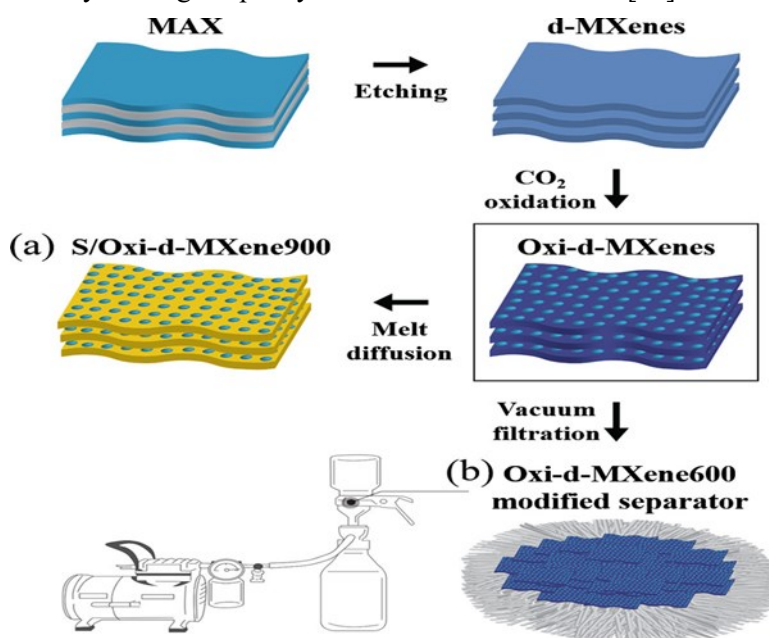 MAX
d-MXenes
Etching
CO₂
oxidation
(a) S/Oxi-d-MXene900
Oxi-d-MXenes
Melt
diffusion
Vacuum
filtration
(b) Oxi-d-MXene600
modified separator